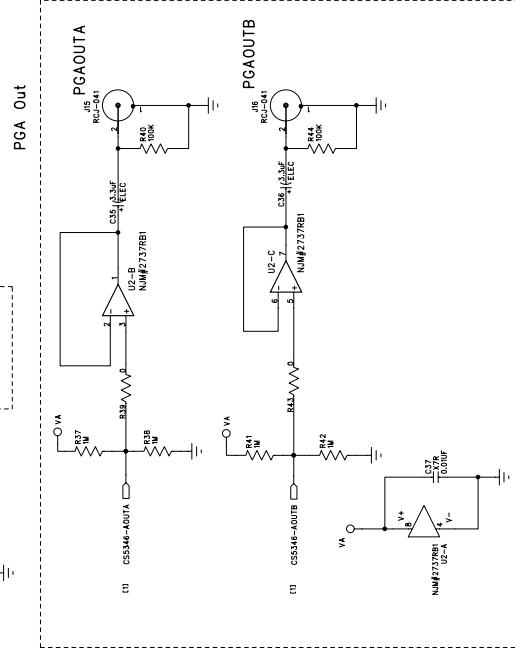 PGA Out
PGAOUTA
J15
RCJ-041
1
2
R40
100K
C35
3.3uF
+
ELEC
1
U2-B
NJM#2737RB1
2
-
3
+
R39
0
VA
R37
1M
R38
1M
CS5346-AOUTA
[1]
PGAOUTB
J16
RCJ-041
1
2
R44
100K
C36
3.3uF
+
ELEC
7
U2-C
NJM#2737RB1
6
-
5
+
R43
0
VA
R41
1M
R42
1M
CS5346-AOUTB
[1]
VA
V+
8
4
V-
C37
X7R
0.01UF
NJM#2737RB1
U2-A